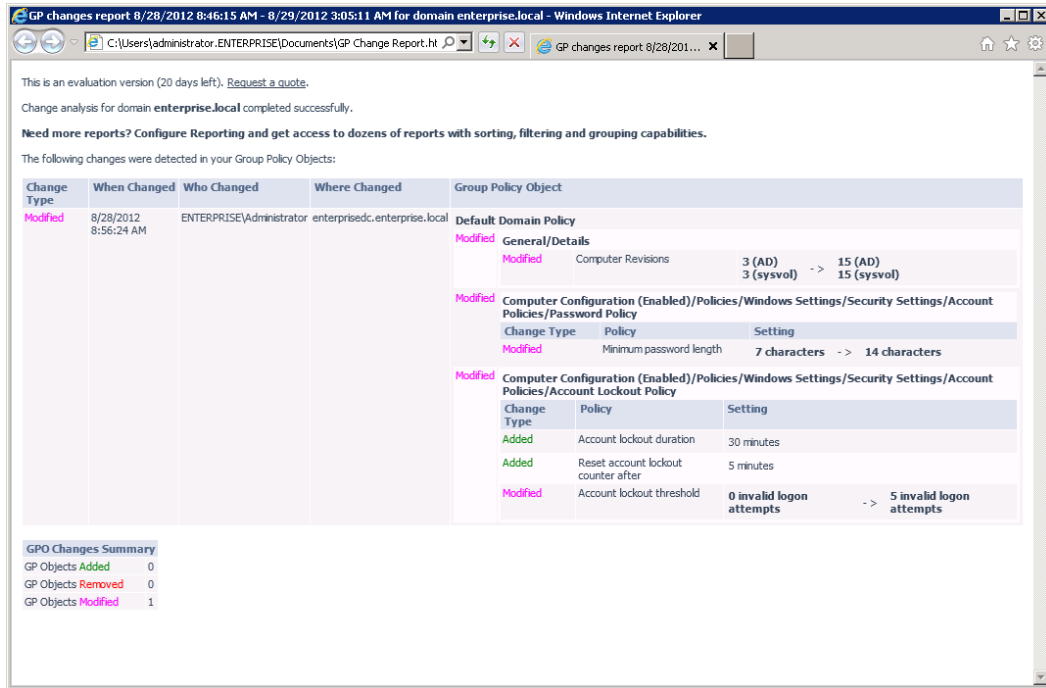 GP changes report 8/28/2012 8:46:15 AM - 8/29/2012 3:05:11 AM for domain enterprise.local - Windows Internet Explorer
C:\Users\administrator.ENTERPRISE\Documents\GP Change Report.ht
GP changes report 8/28/201...
This is an evaluation version (20 days left). Request a quote.
Change analysis for domain enterprise.local completed successfully.
Need more reports? Configure Reporting and get access to dozens of reports with sorting, filtering and grouping capabilities.
The following changes were detected in your Group Policy Objects:
Change Type When Changed Who Changed Where Changed Group Policy Object
Modified 8/28/2012 8:56:24 AM ENTERPRISE\Administrator enterprisedc.enterprise.local Default Domain Policy
Modified General/Details
Modified Computer Revisions 3 (AD) 3 (sysvol) -> 15 (AD) 15 (sysvol)
Modified Computer Configuration (Enabled)/Policies/Windows Settings/Security Settings/Account
Policies/Password Policy
Change Type Policy Setting
Modified Minimum password length 7 characters -> 14 characters
Modified Computer Configuration (Enabled)/Policies/Windows Settings/Security Settings/Account
Policies/Account Lockout Policy
Change Type Policy Setting
Added Account lockout duration 30 minutes
Added Reset account lockout counter after 5 minutes
Modified Account lockout threshold 0 invalid logon attempts -> 5 invalid logon attempts
GPO Changes Summary
GP Objects Added 0
GP Objects Removed 0
GP Objects Modified 1